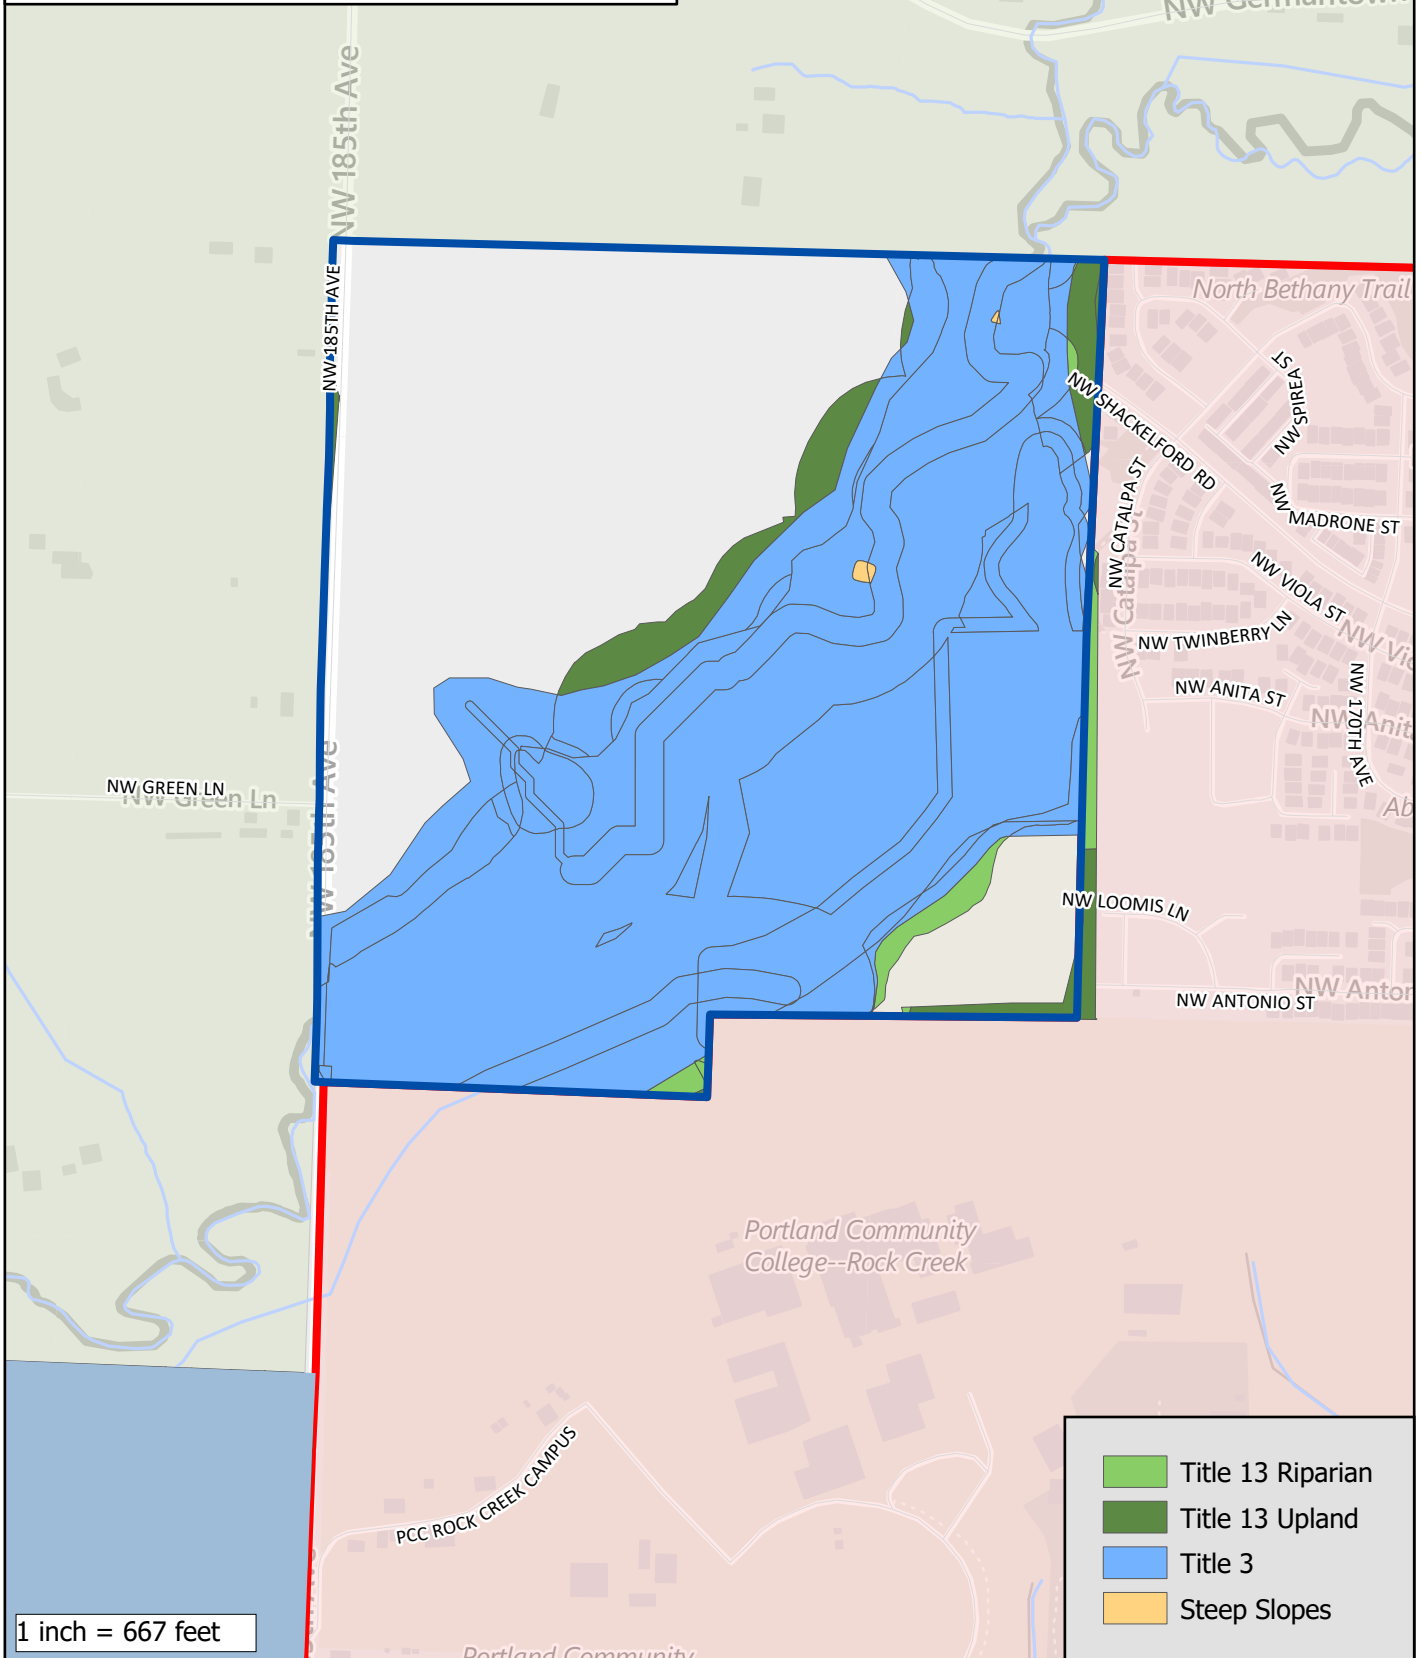 NW Germantown
NW 185th Ave
NW 185TH AVE
North Bethany Trail
NW SPIREA ST
NW SHACKELFORD RD
NW CATALPA ST
NW Catalpa St
NW MADRONE ST
NW VIOLA ST
NW TWINBERRY LN
NW ANITA ST
NW Anita
NW 170TH AVE
NW GREEN LN
NW Green Ln
NW 185th Ave
NW LOOMIS LN
NW ANTONIO ST
NW Anton
Portland Community
College--Rock Creek
PCC ROCK CREEK CAMPUS
Title 13 Riparian
Title 13 Upland
Title 3
Steep Slopes
1 inch = 667 feet
Portland Community